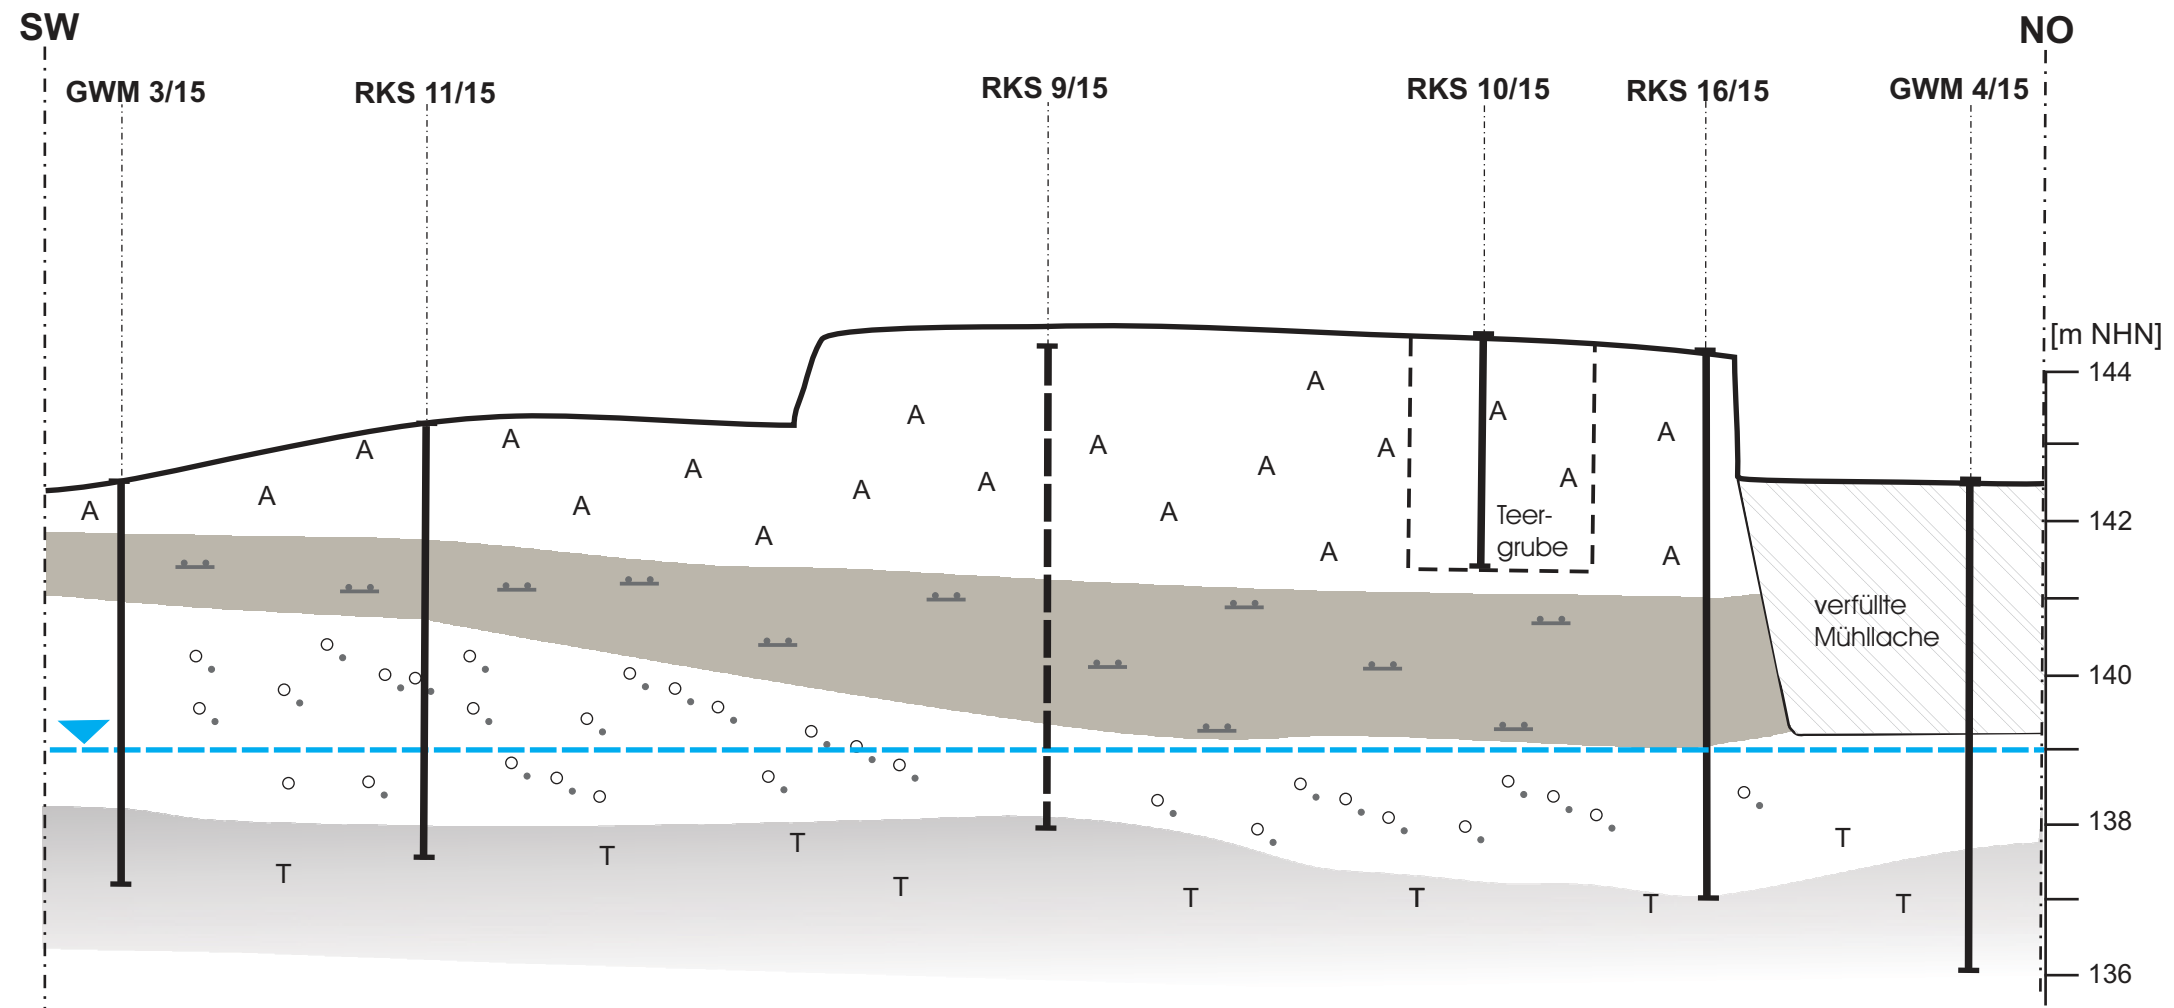 SW
NO
GWM 3/15
RKS 11/15
RKS 9/15
RKS 10/15
RKS 16/15
GWM 4/15
[m NHN]
144
A
A
A
A
A
A
A
A
A
A
A
A
A
142
A
A
A
A
Teer-
grube
A
A
A
verfüllte
Mühllache
140
138
T
T
T
T
T
T
T
T
T
136